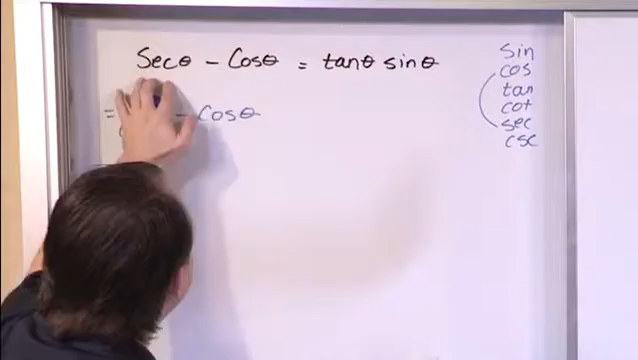 Secθ - Cosθ = tanθ sinθ
= - Cosθ
sin
cos
tan
cot
sec
csc